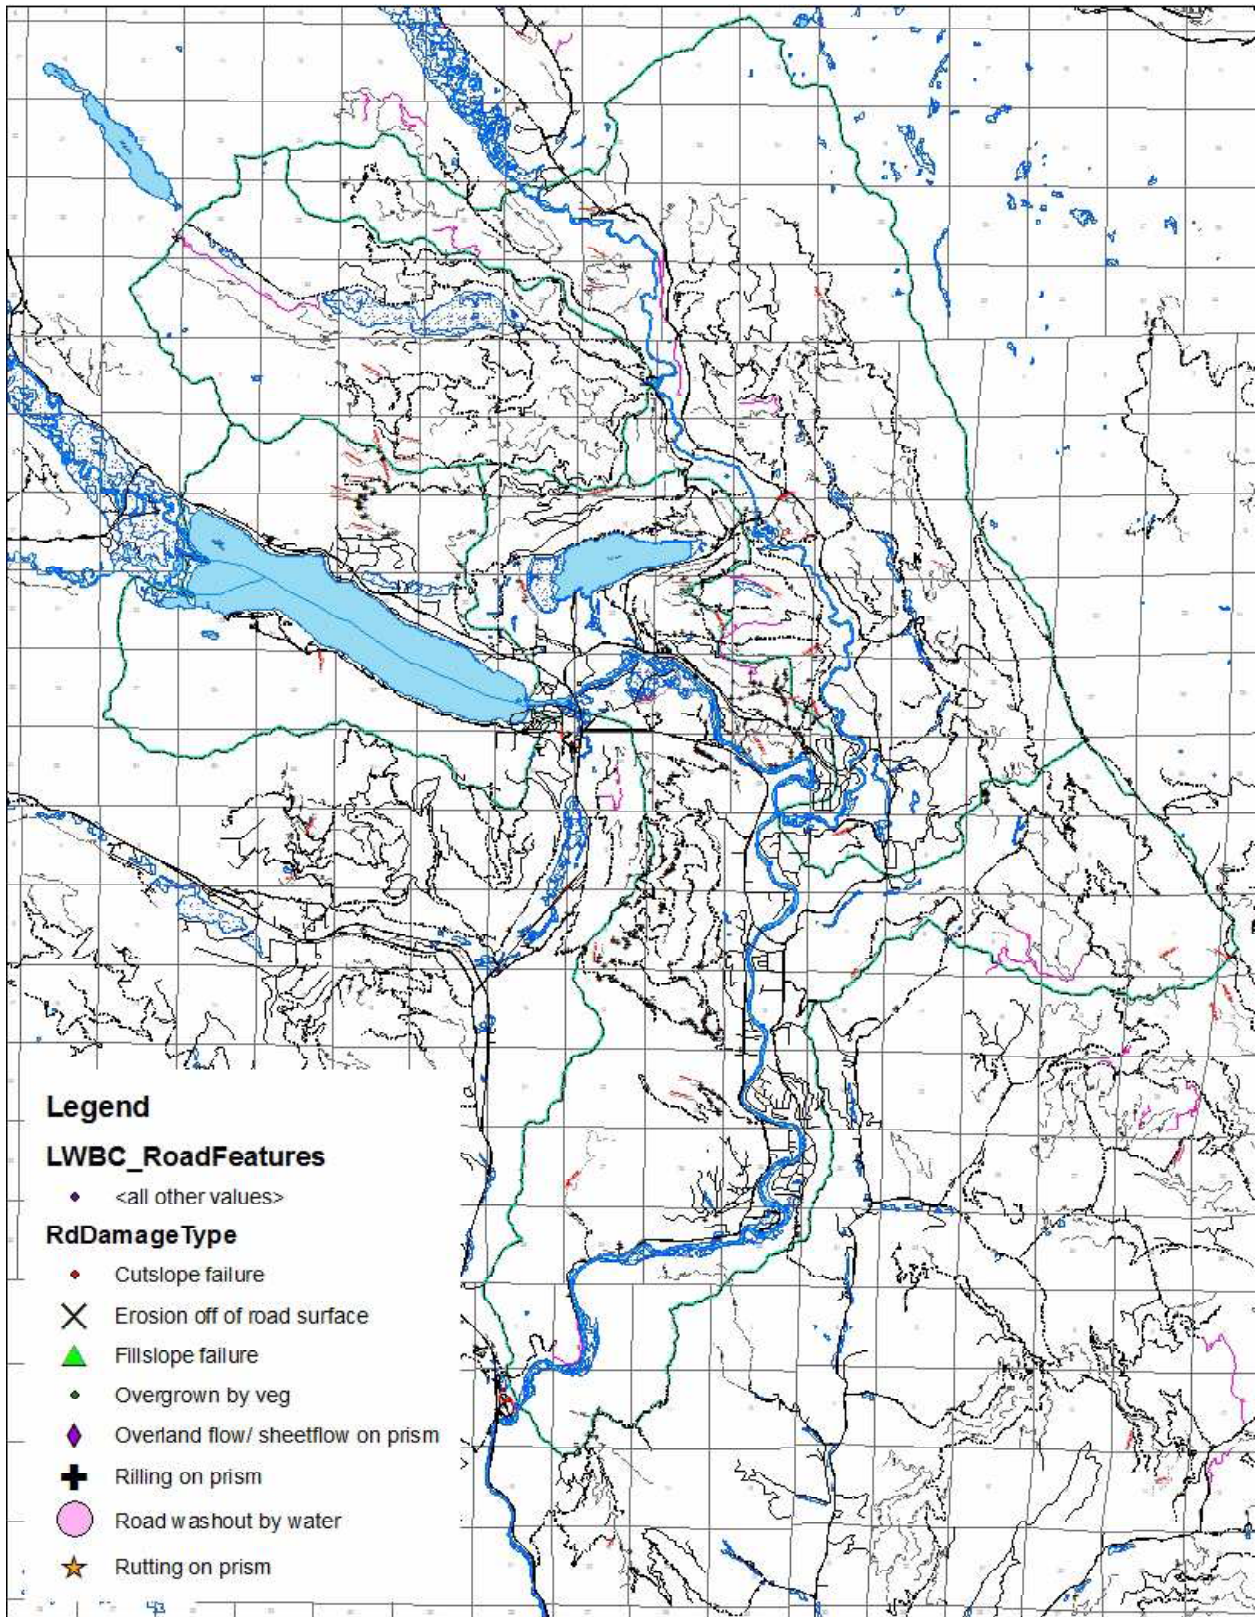 Legend
LWBC_RoadFeatures
<all other values>
RdDamageType
Cutslope failure
Erosion off of road surface
Fillslope failure
Overgrown by veg
Overland flow/ sheetflow on prism
Rilling on prism
Road washout by water
Rutting on prism